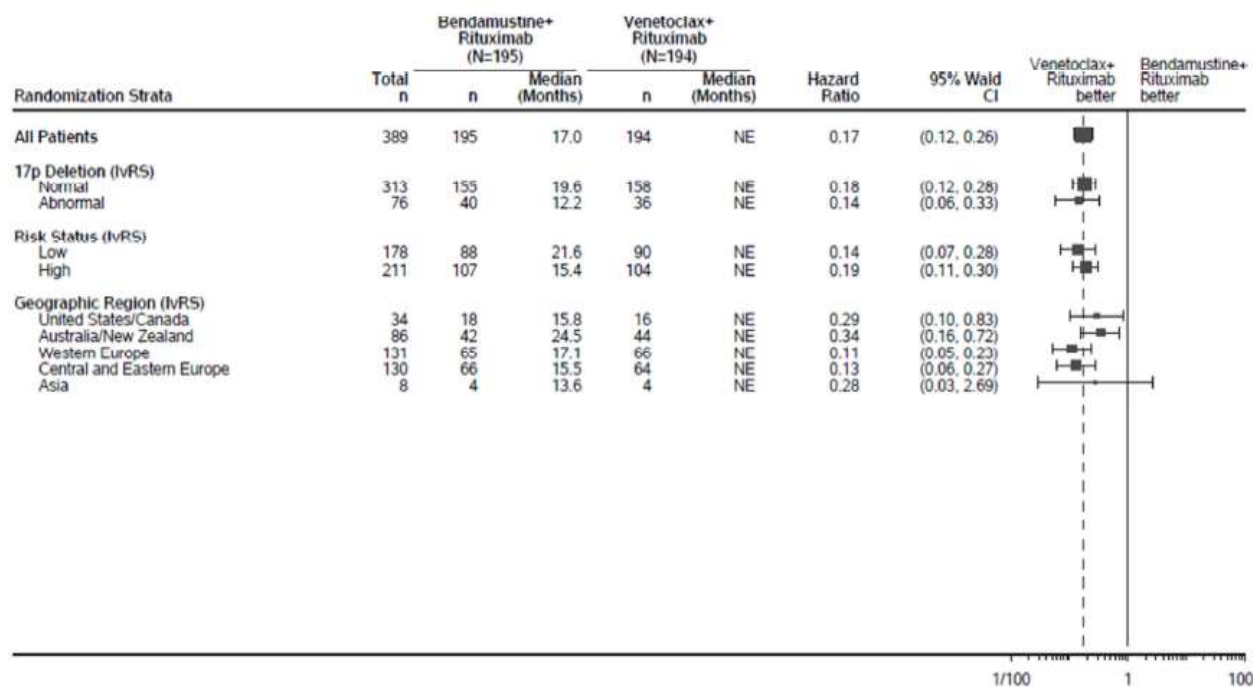 Bendamustine+ Rituximab (N=195) Venetoclax+ Rituximab (N=194)
Venetoclax+ Rituximab better Bendamustine+ Rituximab better
Randomization Strata Total n n Median (Months) n Median (Months) Hazard Ratio 95% Wald CI
All Patients 389 195 17.0 194 NE 0.17 (0.12, 0.26)
17p Deletion (IvRS)
Normal 313 155 19.6 158 NE 0.18 (0.12, 0.28)
Abnormal 76 40 12.2 36 NE 0.14 (0.06, 0.33)
Risk Status (IvRS)
Low 178 88 21.6 90 NE 0.14 (0.07, 0.28)
High 211 107 15.4 104 NE 0.19 (0.11, 0.30)
Geographic Region (IvRS)
United States/Canada 34 18 15.8 16 NE 0.29 (0.10, 0.83)
Australia/New Zealand 86 42 24.5 44 NE 0.34 (0.16, 0.72)
Western Europe 131 65 17.1 66 NE 0.11 (0.05, 0.23)
Central and Eastern Europe 130 66 15.5 64 NE 0.13 (0.06, 0.27)
Asia 8 4 13.6 4 NE 0.28 (0.03, 2.69)
1/100 1 100